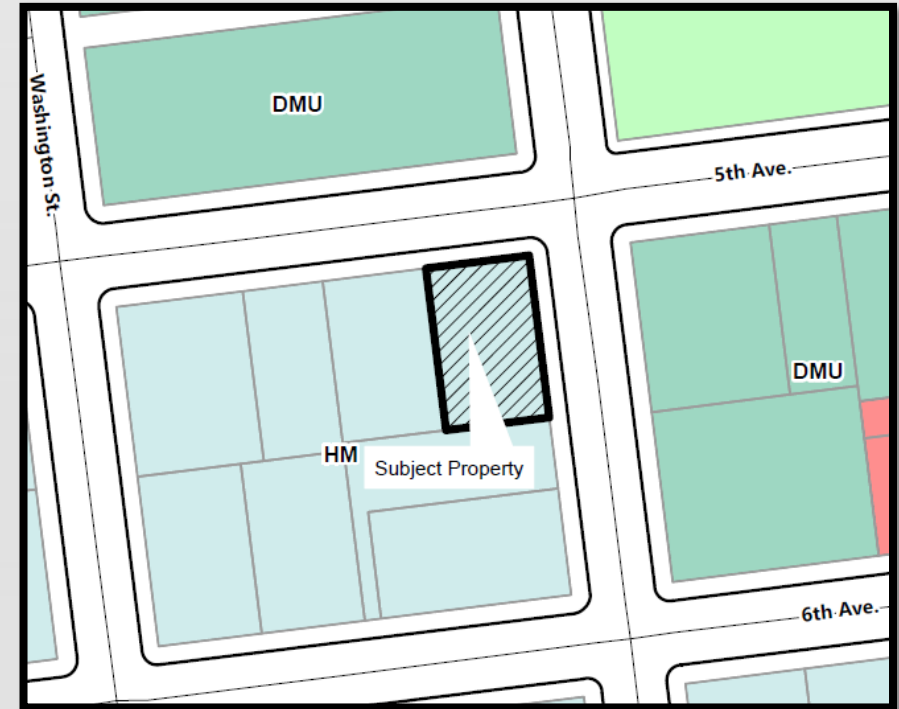 Washington St.
DMU
5th Ave.
DMU
HM
Subject Property
6th Ave.